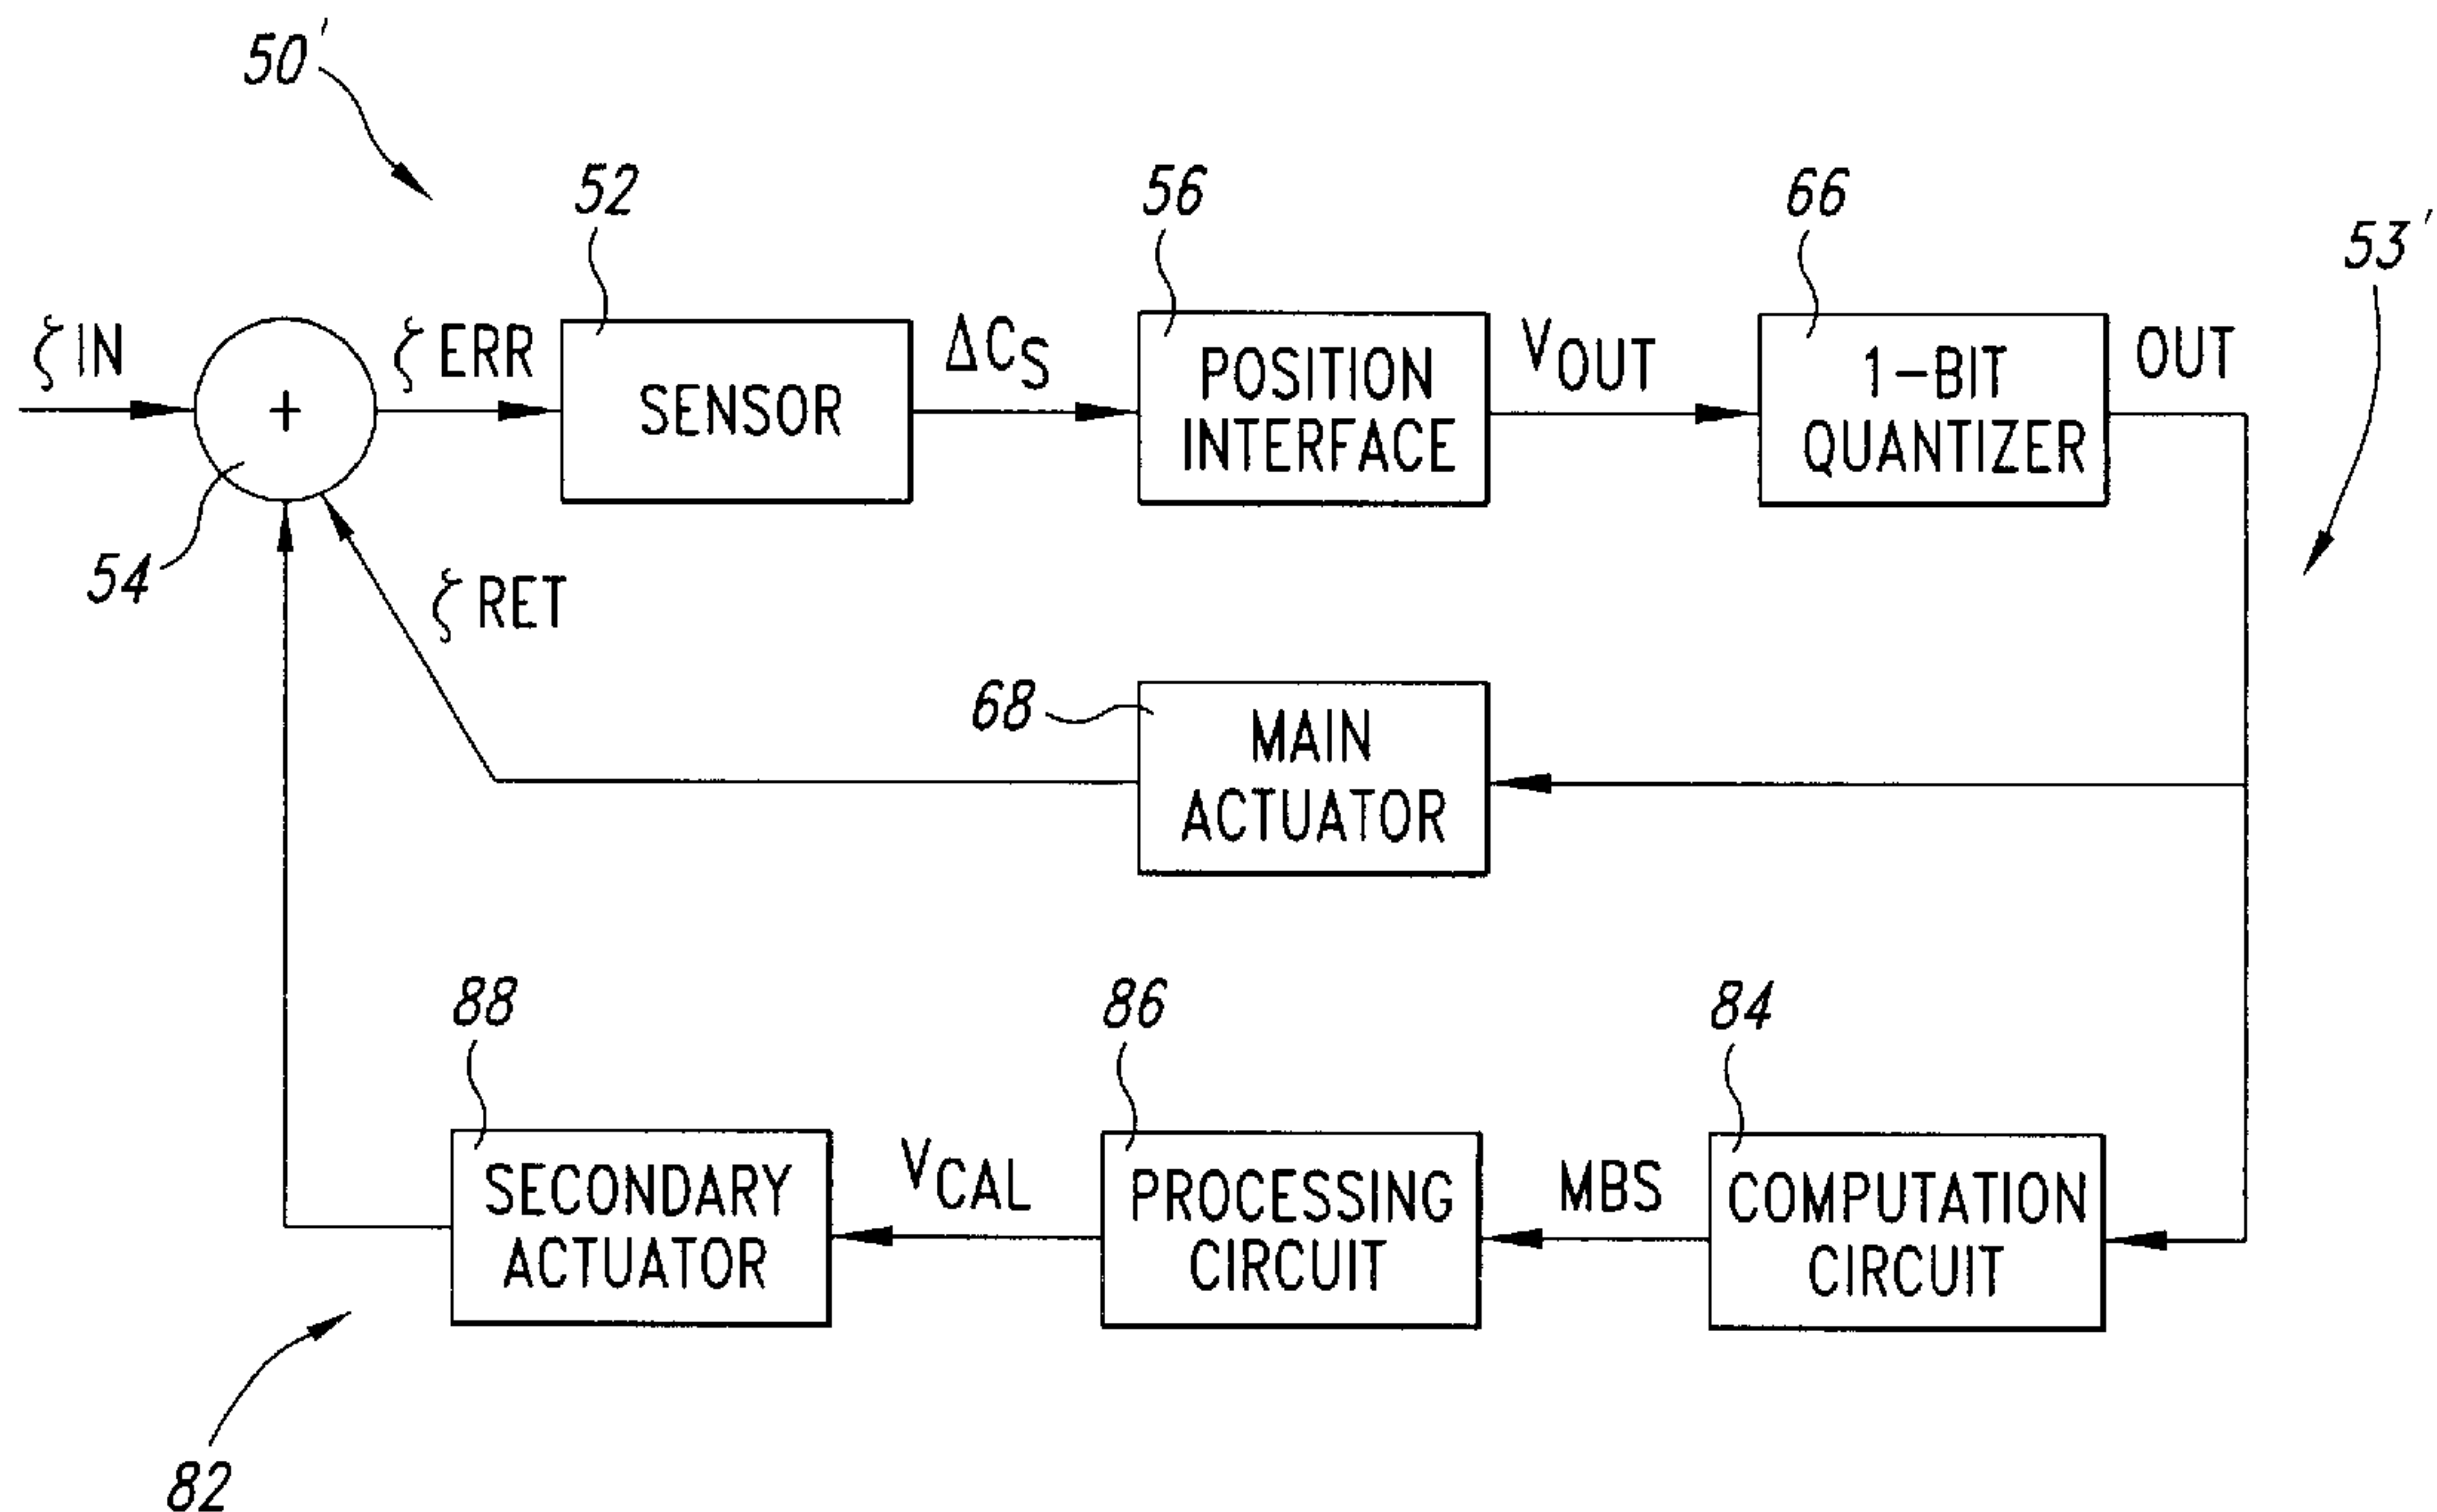 50'
52
56
66
53'
ζIN
+
ζERR
SENSOR
ΔCS
POSITION
INTERFACE
VOUT
1-BIT
QUANTIZER
OUT
54
ζRET
68
MAIN
ACTUATOR
88
86
84
SECONDARY
ACTUATOR
VCAL
PROCESSING
CIRCUIT
MBS
COMPUTATION
CIRCUIT
82